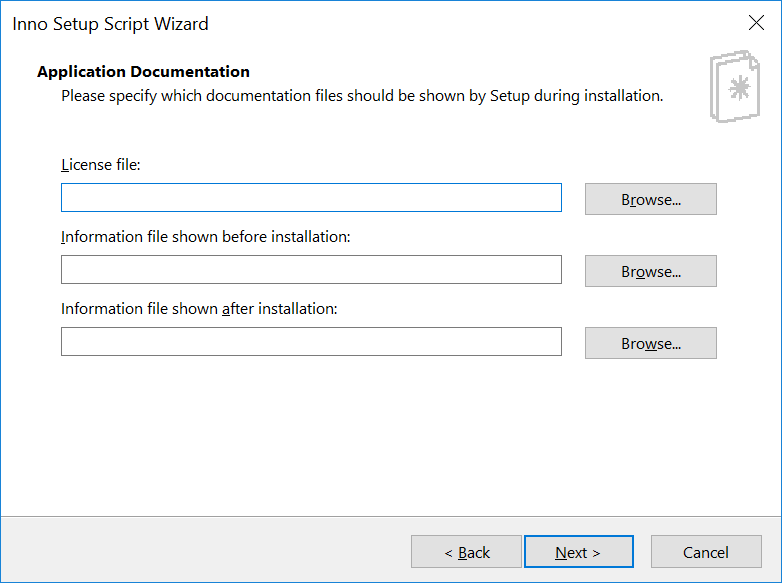 Inno Setup Script Wizard
Application Documentation
Please specify which documentation files should be shown by Setup during installation.
License file:
Browse...
Information file shown before installation:
Browse...
Information file shown after installation:
Browse...
< Back
Next >
Cancel